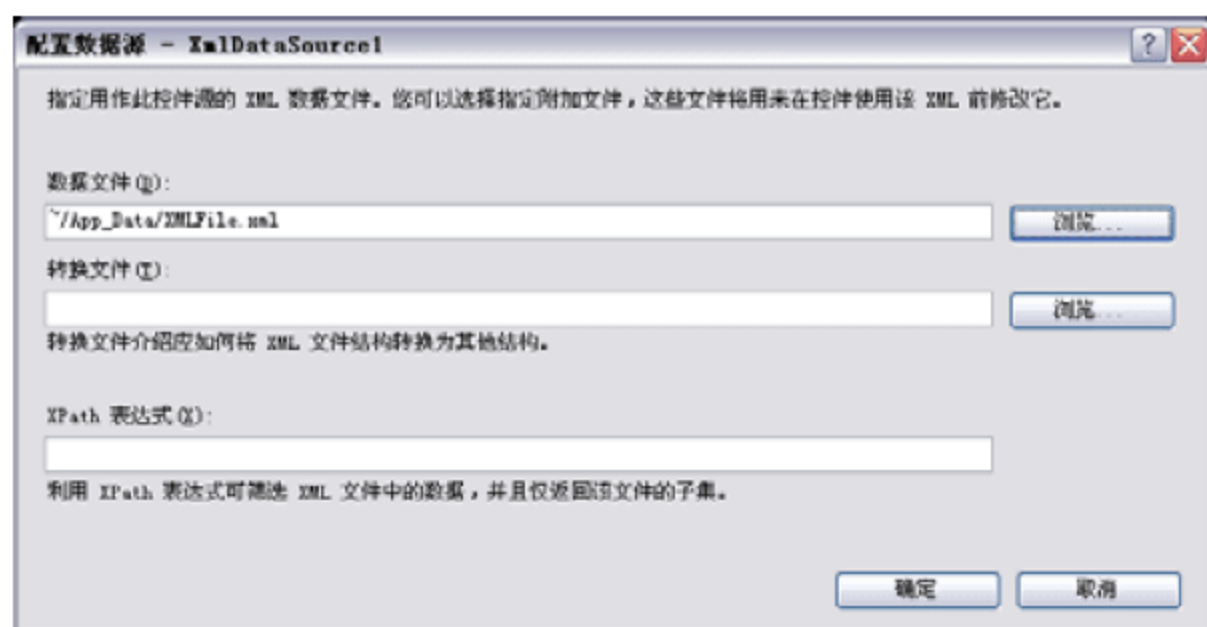 配置数据源 - XmlDataSource1
指定用作此控件源的 XML 数据文件。您可以选择指定附加文件，这些文件将用来在控件使用该 XML 前修改它。
数据文件(D):
~/App_Data/XMLFile.xml
浏览...
转换文件(T):
浏览...
转换文件介绍应如何将 XML 文件结构转换为其他结构。
XPath 表达式(X):
利用 XPath 表达式可筛选 XML 文件中的数据，并且仅返回该文件的子集。
确定
取消